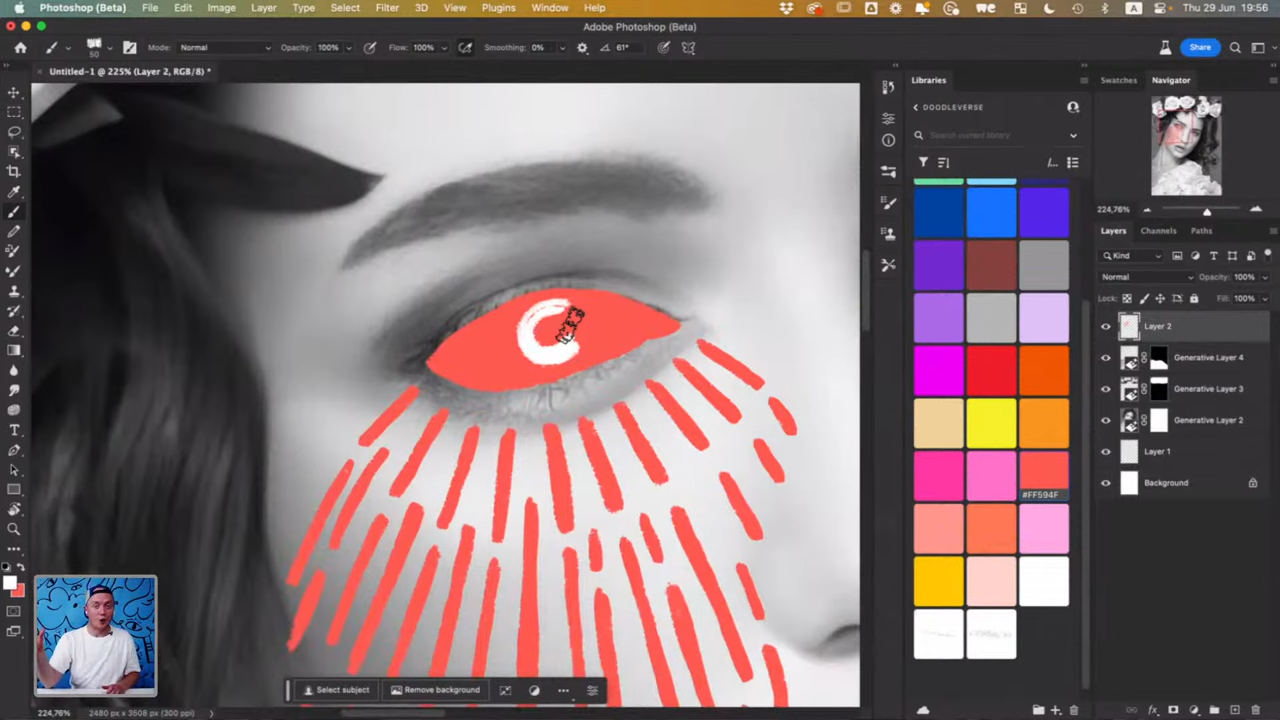 Photoshop (Beta) File Edit Image Layer Type Select Filter 3D View Plugins Window Help A Thu 29 Jun 19:56
Adobe Photoshop (Beta)
50 Mode: Normal Opacity: 100% Flow: 100% Smoothing: 0% 61° Share
Untitled-1 @ 225% (Layer 2, RGB/8) *
Libraries
DOODLEVERSE
Search current library
#FF594F
Swatches Navigator
224,76%
Layers Channels Paths
Kind
Normal Opacity: 100%
Lock: Fill: 100%
Layer 2
Generative Layer 4
Generative Layer 3
Generative Layer 2
Layer 1
Background
Select subject Remove background
224,76% 2480 px x 3508 px (300 ppi)